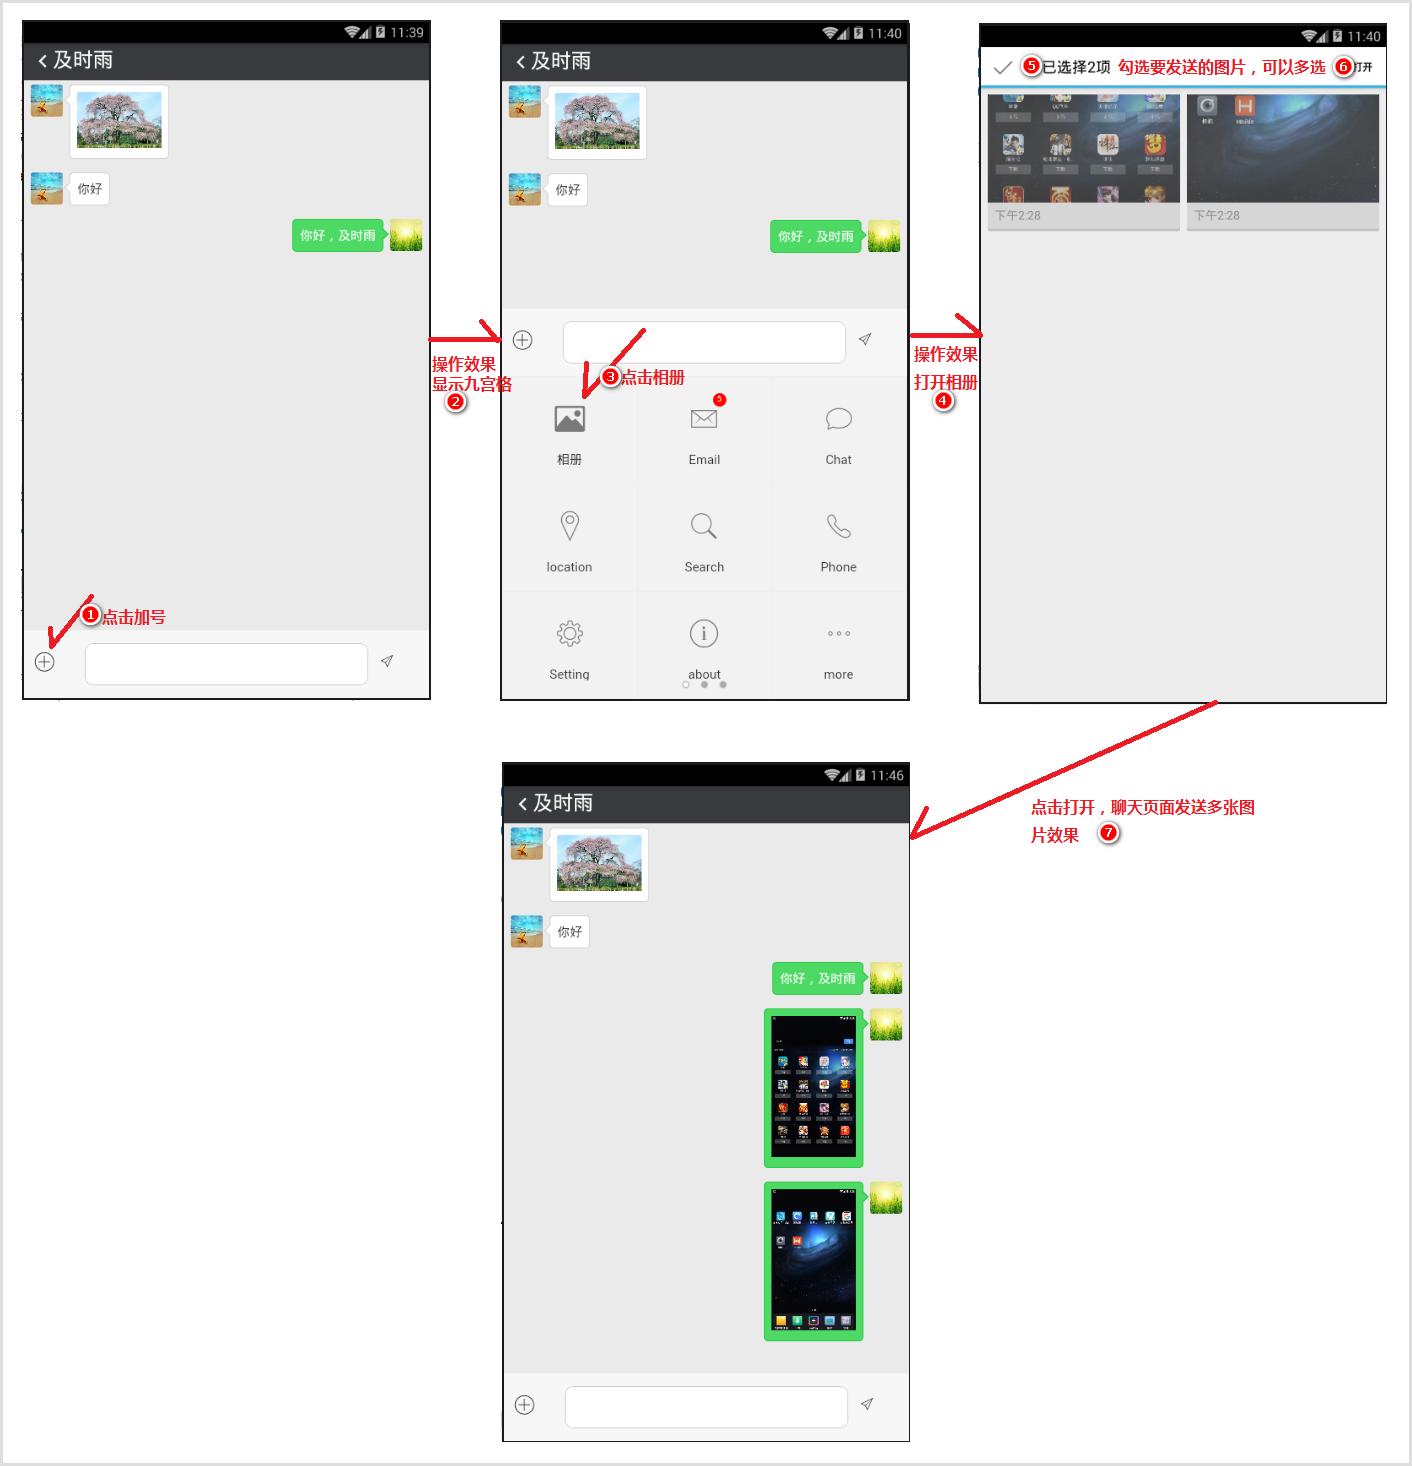 11:39
及时雨
你好
你好，及时雨
1 点击加号
操作效果
显示九宫格
2
11:40
及时雨
你好
你好，及时雨
3 点击相册
相册
5
Email
Chat
location
Search
Phone
Setting
about
more
操作效果
打开相册
4
11:40
5 已选择2项 勾选要发送的图片，可以多选 6 打开
下午2:28
下午2:28
点击打开，聊天页面发送多张图
片效果 7
11:46
及时雨
你好
你好，及时雨